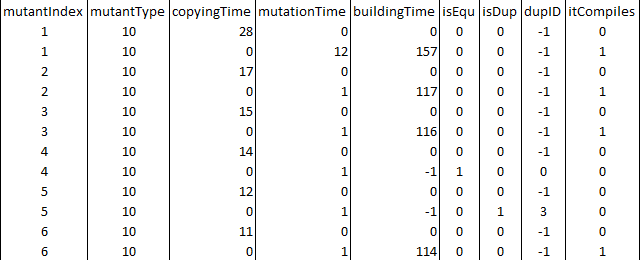 mutantIndex mutantType copyingTime mutationTime buildingTime isEqu isDup dupID itCompiles
1 10 28 0 0 0 0 -1 0
1 10 0 12 157 0 0 -1 1
2 10 17 0 0 0 0 -1 0
2 10 0 1 117 0 0 -1 1
3 10 15 0 0 0 0 -1 0
3 10 0 1 116 0 0 -1 1
4 10 14 0 0 0 0 -1 0
4 10 0 1 -1 1 0 0 0
5 10 12 0 0 0 0 -1 0
5 10 0 1 -1 0 1 3 0
6 10 11 0 0 0 0 -1 0
6 10 0 1 114 0 0 -1 1